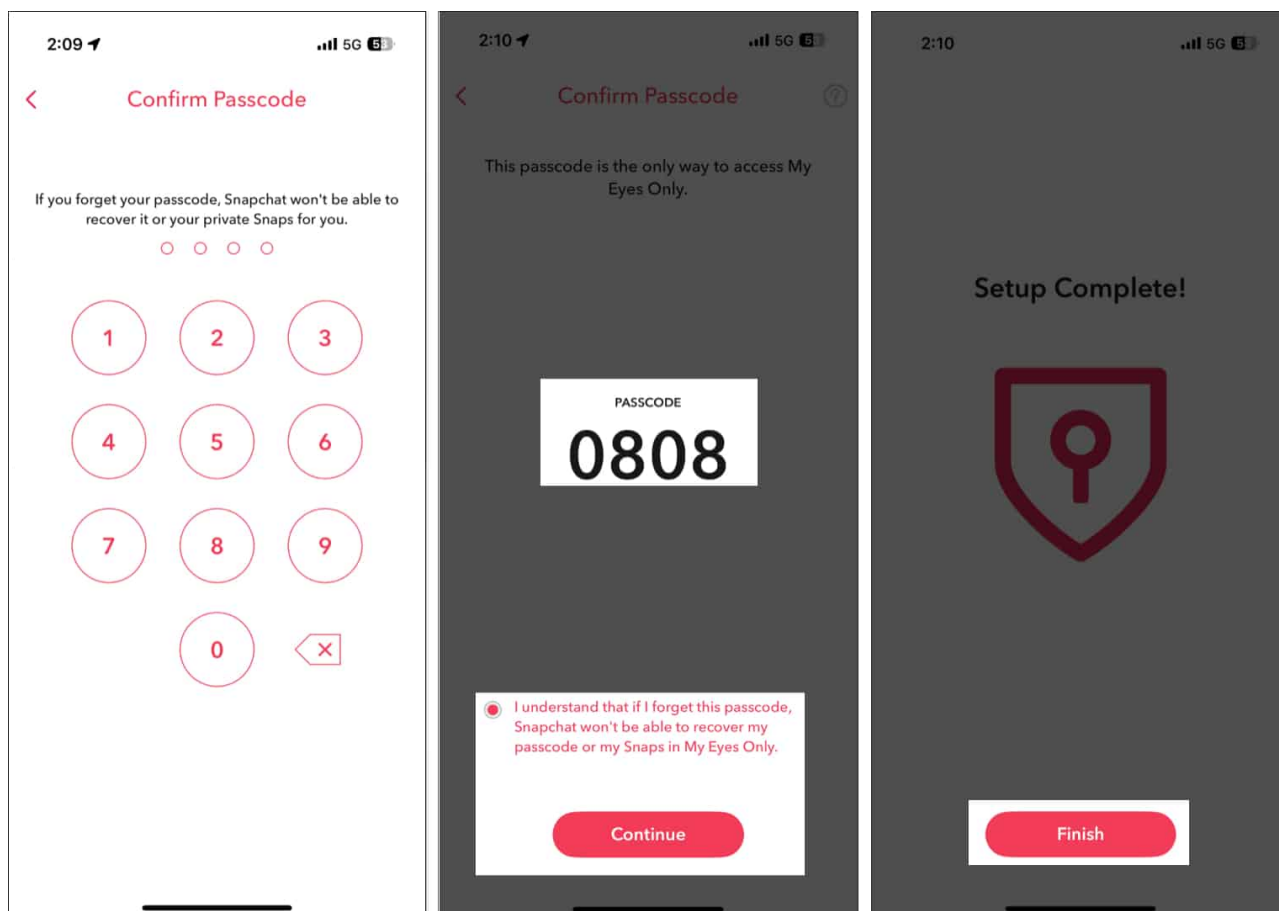 2:09
5G 53
Confirm Passcode
If you forget your passcode, Snapchat won't be able to
recover it or your private Snaps for you.
1 2 3
4 5 6
7 8 9
0
2:10
5G
Confirm Passcode
?
This passcode is the only way to access My
Eyes Only.
PASSCODE
0808
I understand that if I forget this passcode,
Snapchat won't be able to recover my
passcode or my Snaps in My Eyes Only.
Continue
2:10
5G
Setup Complete!
Finish